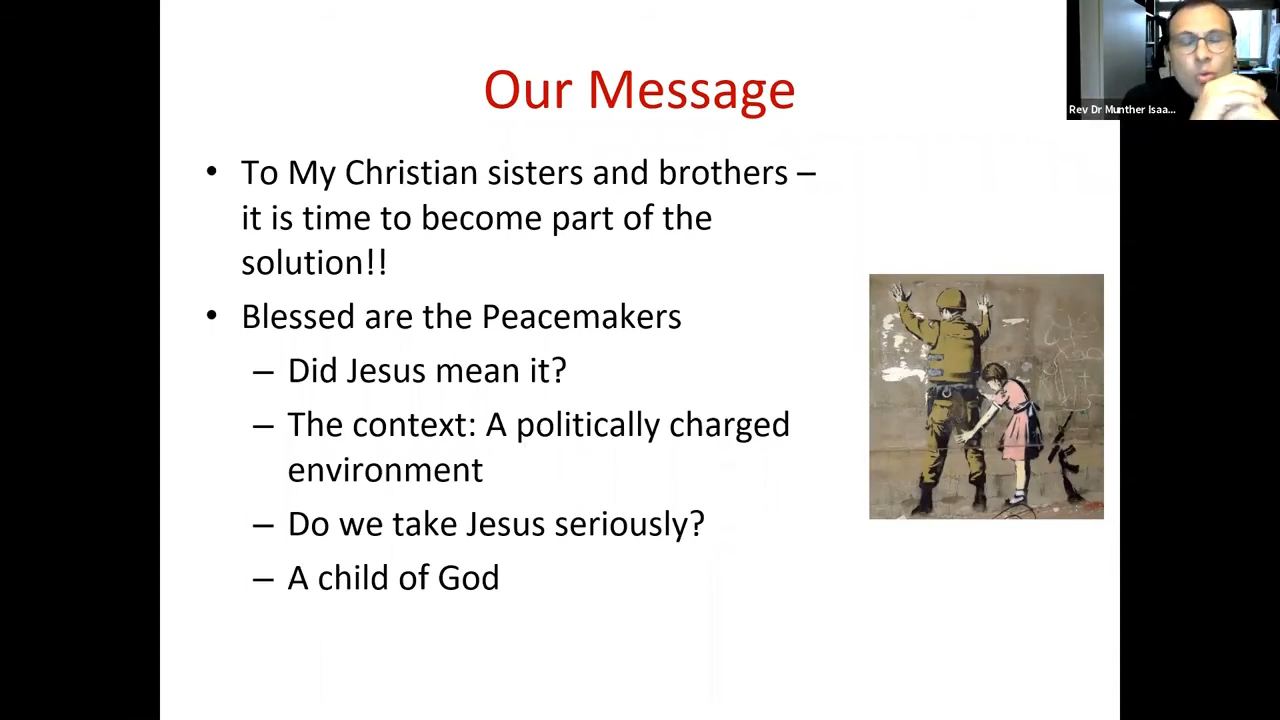 Our Message
Rev Dr Munther Isaa...
• To My Christian sisters and brothers –
it is time to become part of the
solution!!
• Blessed are the Peacemakers
– Did Jesus mean it?
– The context: A politically charged
environment
– Do we take Jesus seriously?
– A child of God